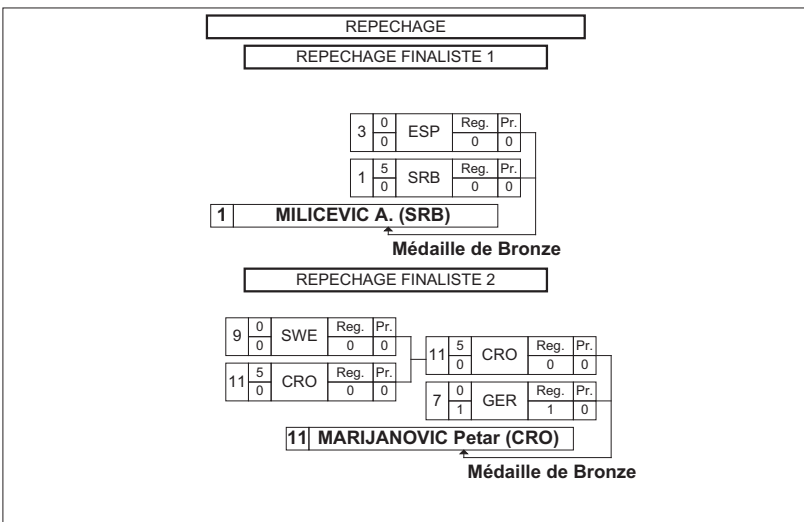 REPECHAGE
REPECHAGE FINALISTE 1
3 0 ESP Reg. Pr.
0 0 0
1 5 SRB Reg. Pr.
0 0 0
1 MILICEVIC A. (SRB)
Médaille de Bronze
REPECHAGE FINALISTE 2
9 0 SWE Reg. Pr.
0 0 0
11 5 CRO Reg. Pr.
0 0 0
11 5 CRO Reg. Pr.
0 0 0
7 0 GER Reg. Pr.
1 1 0
11 MARIJANOVIC Petar (CRO)
Médaille de Bronze